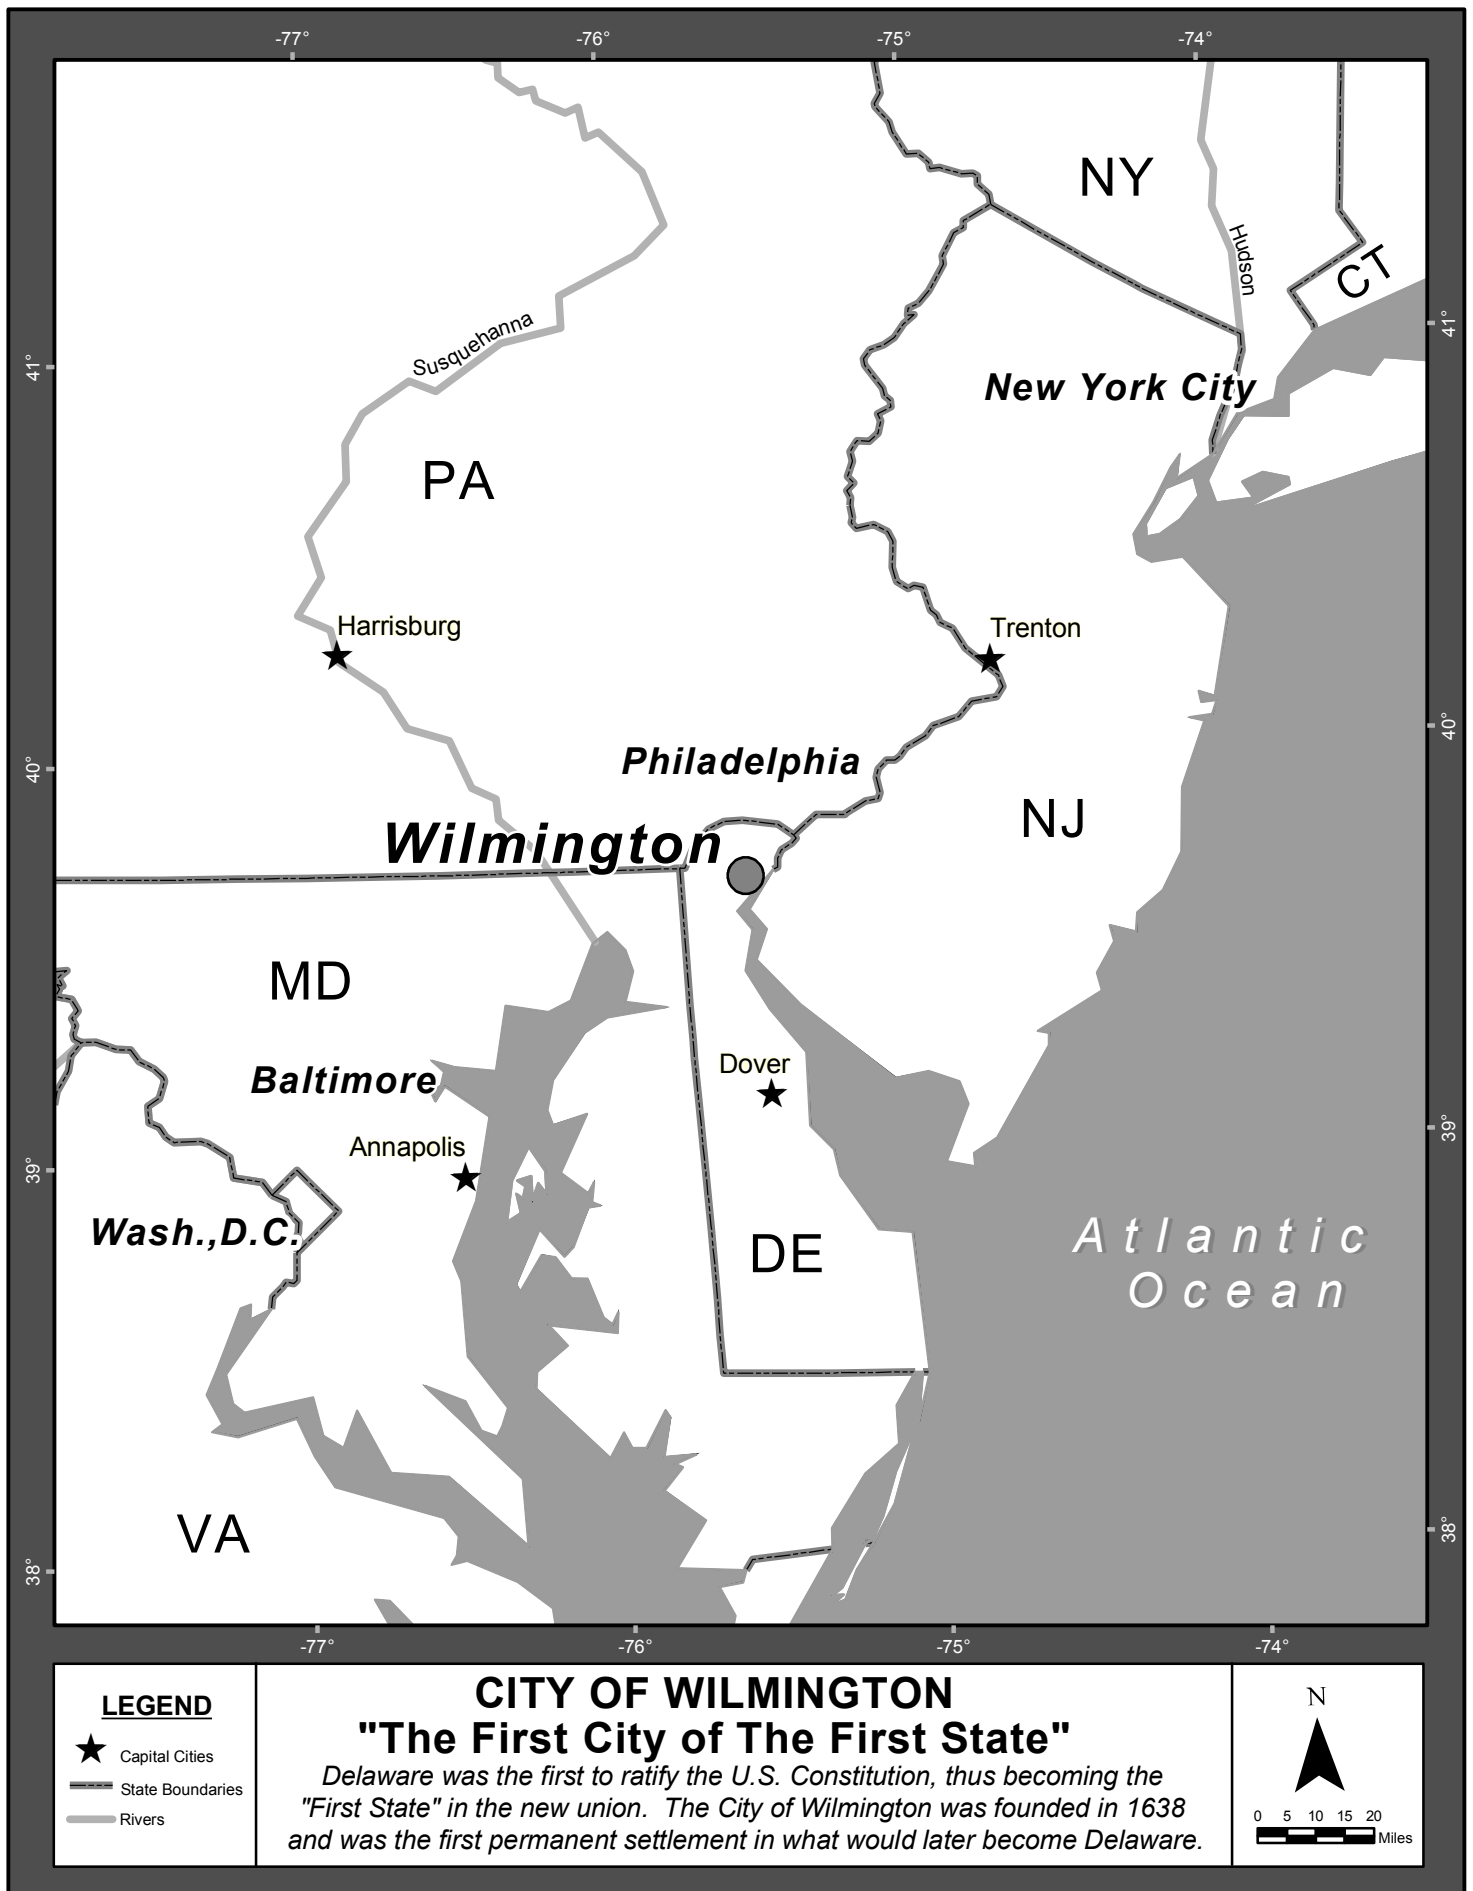 -77°
-76°
-75°
-74°
NY
Hudson
CT
Susquehanna
41°
41°
New York City
PA
Harrisburg
Trenton
40°
40°
Philadelphia
NJ
Wilmington
MD
Baltimore
Dover
Annapolis
39°
39°
Wash.,D.C.
DE
Atlantic
Ocean
VA
38°
38°
-77°
-76°
-75°
-74°
LEGEND
Capital Cities
State Boundaries
Rivers
CITY OF WILMINGTON
"The First City of The First State"
Delaware was the first to ratify the U.S. Constitution, thus becoming the
"First State" in the new union. The City of Wilmington was founded in 1638
and was the first permanent settlement in what would later become Delaware.
N
0 5 10 15 20
Miles